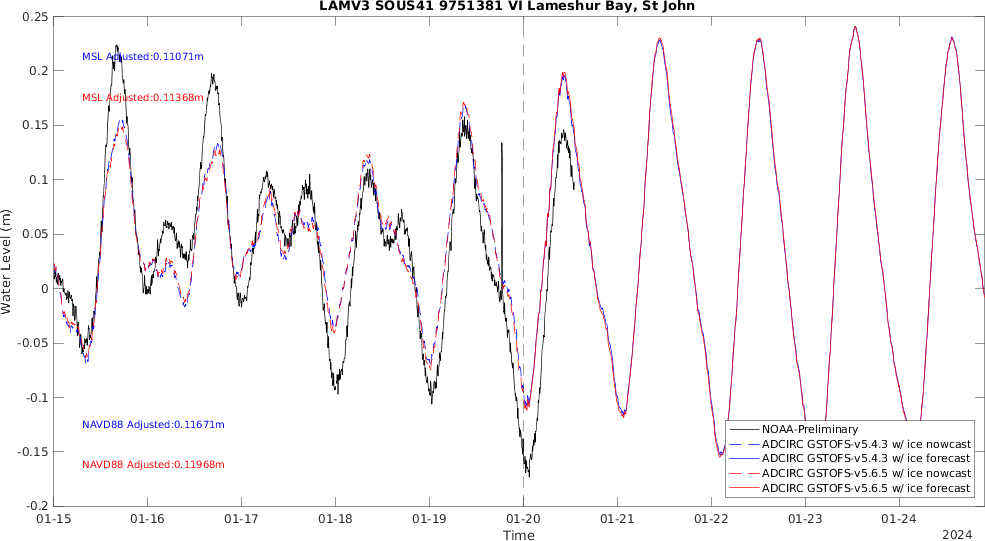 LAMV3 SOUS41 9751381 VI Lameshur Bay, St John
0.25
0.2
0.15
0.1
0.05
0
-0.05
-0.1
-0.15
-0.2
Water Level (m)
MSL Adjusted:0.11071m
MSL Adjusted:0.11368m
NAVD88 Adjusted:0.11671m
NAVD88 Adjusted:0.11968m
NOAA-Preliminary
ADCIRC GSTOFS-v5.4.3 w/ ice nowcast
ADCIRC GSTOFS-v5.4.3 w/ ice forecast
ADCIRC GSTOFS-v5.6.5 w/ ice nowcast
ADCIRC GSTOFS-v5.6.5 w/ ice forecast
01-15 01-16 01-17 01-18 01-19 01-20 01-21 01-22 01-23 01-24
Time
2024